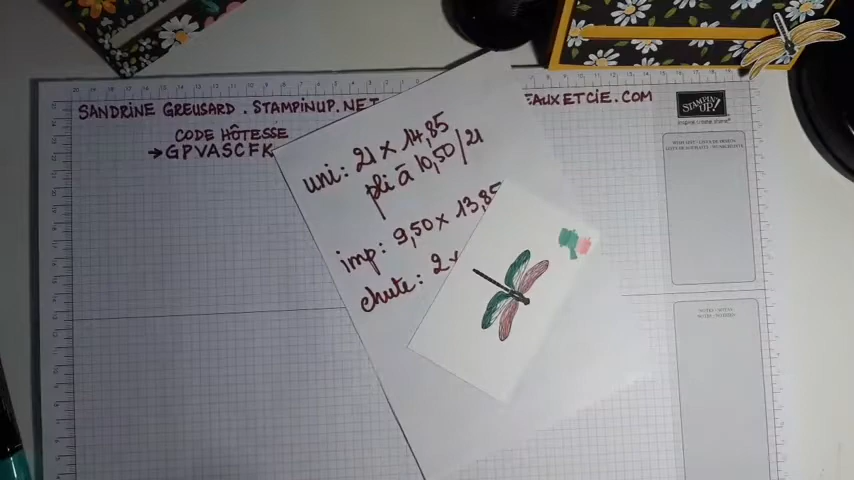 SANDRINE GREUSARD . STAMPINUP.NET
EAUXETCIE.COM
CODE HÔTESSE
→ GPVASCFK
STAMPIN' UP!
uni : 21 x 14,85
pli à 10,50 / 21
imp : 9,50 x 13,85
chute : 2x